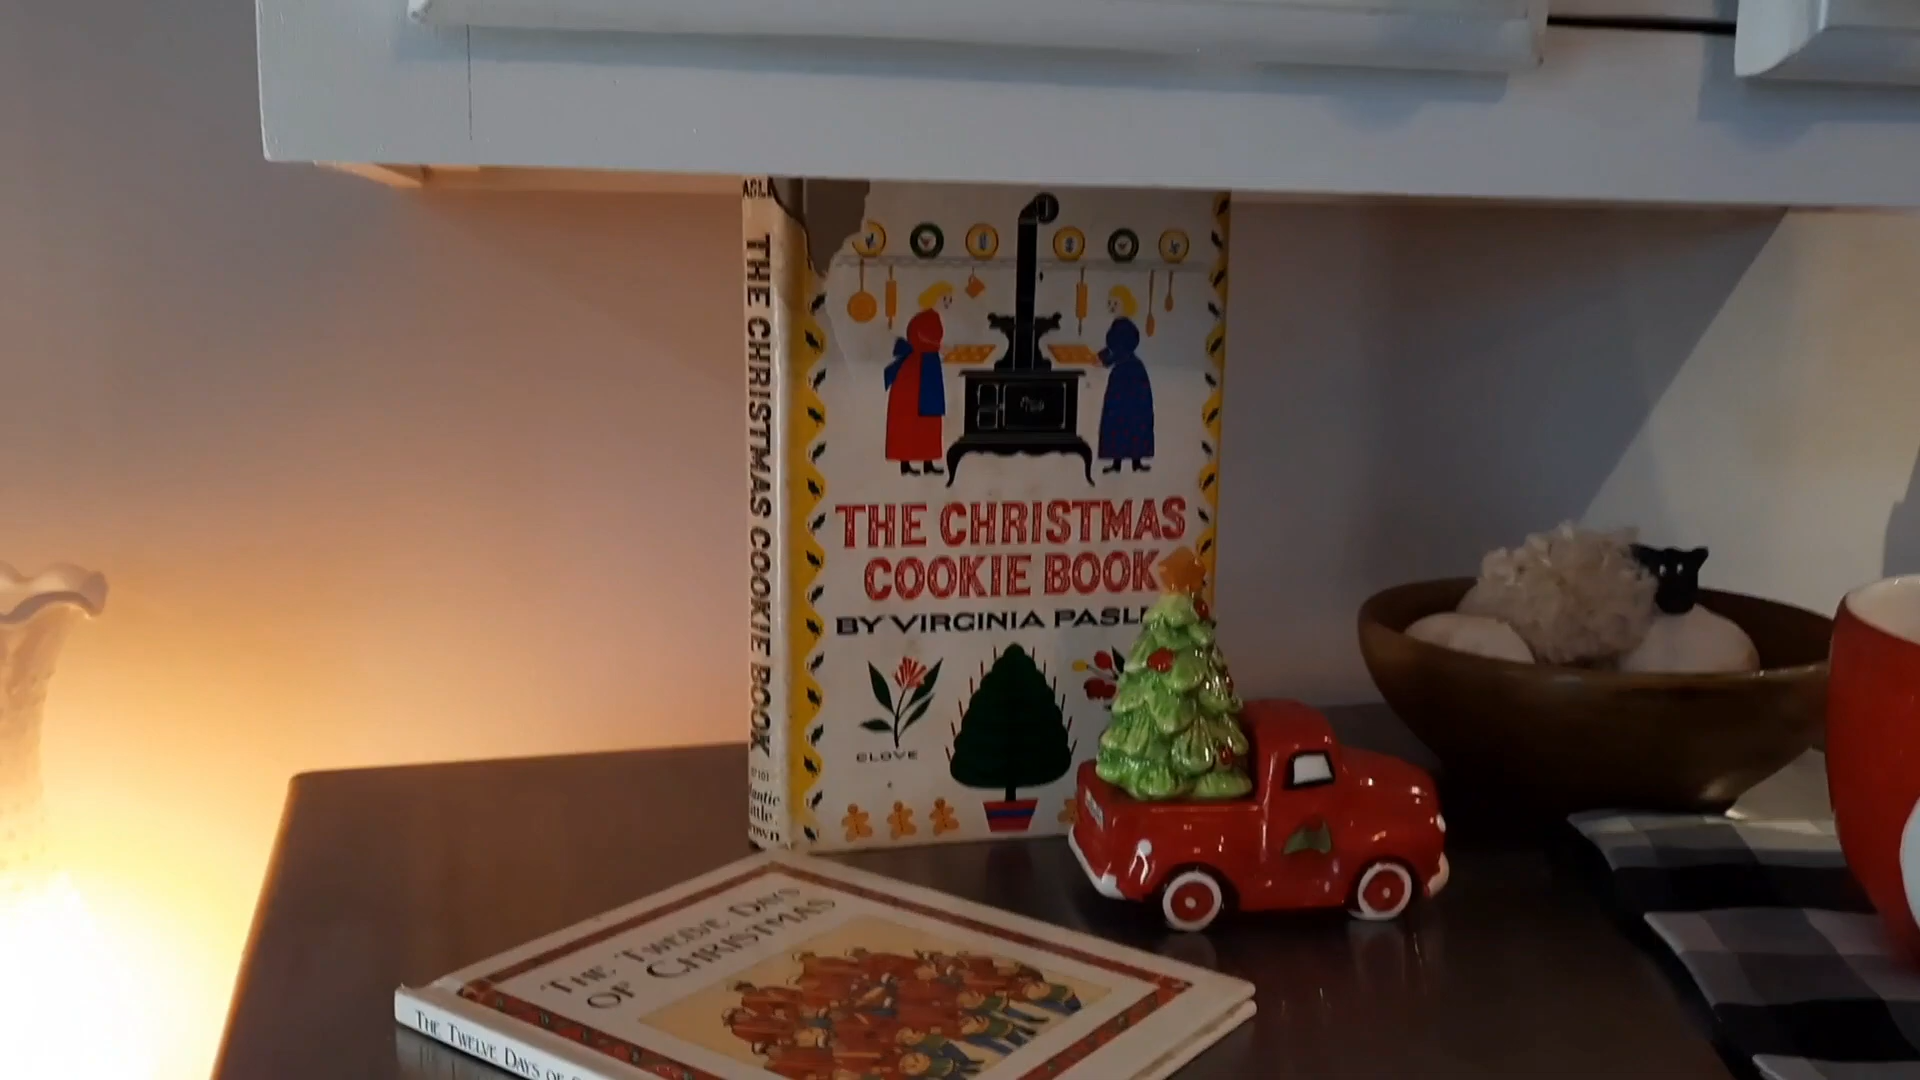 THE CHRISTMAS COOKIE BOOK
THE CHRISTMAS
COOKIE BOOK
BY VIRGINIA PASL
CLOVE
THE TWELVE DAYS
OF CHRISTMAS
THE TWELVE DAYS OF